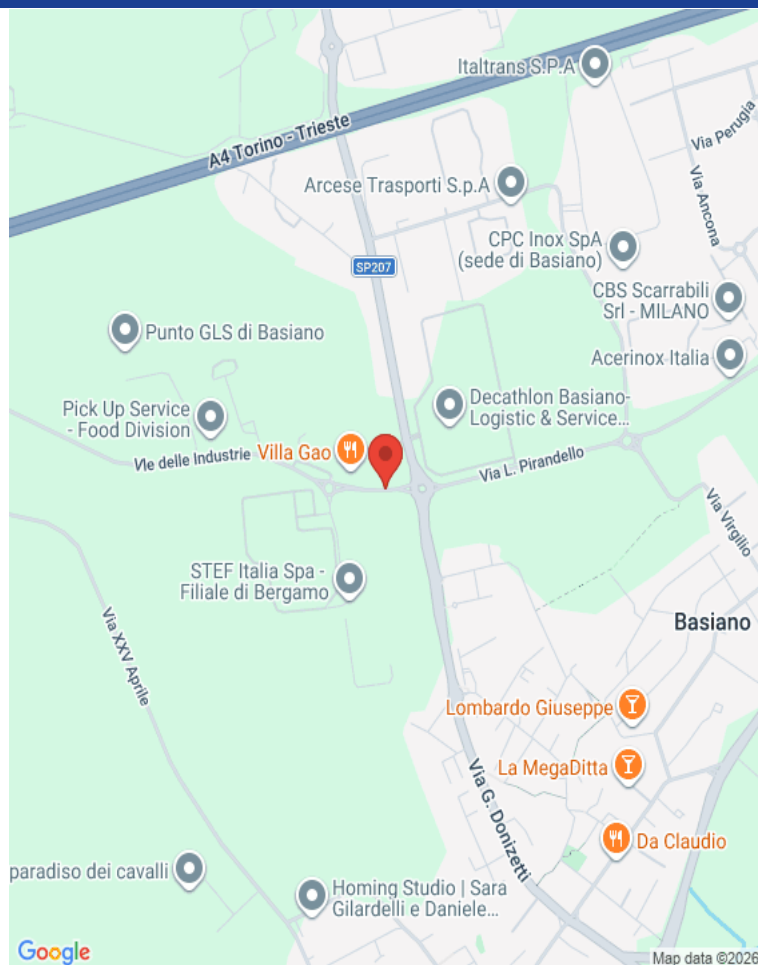 Italtrans S.P.A
A4 Torino - Trieste
Via Perugia
Arcese Trasporti S.p.A
Via Ancona
CPC Inox SpA
(sede di Basiano)
SP207
CBS Scarrabili
Srl - MILANO
Punto GLS di Basiano
Acerinox Italia
Pick Up Service
- Food Division
Decathlon Basiano-
Logistic & Service...
Vle delle Industrie
Villa Gao
Via L. Pirandello
Via Virgilio
STEF Italia Spa -
Filiale di Bergamo
Via XXV Aprile
Basiano
Lombardo Giuseppe
La MegaDitta
Via G. Donizetti
Da Claudio
paradiso dei cavalli
Homing Studio | Sara
Gilardelli e Daniele...
Google
Map data ©2026